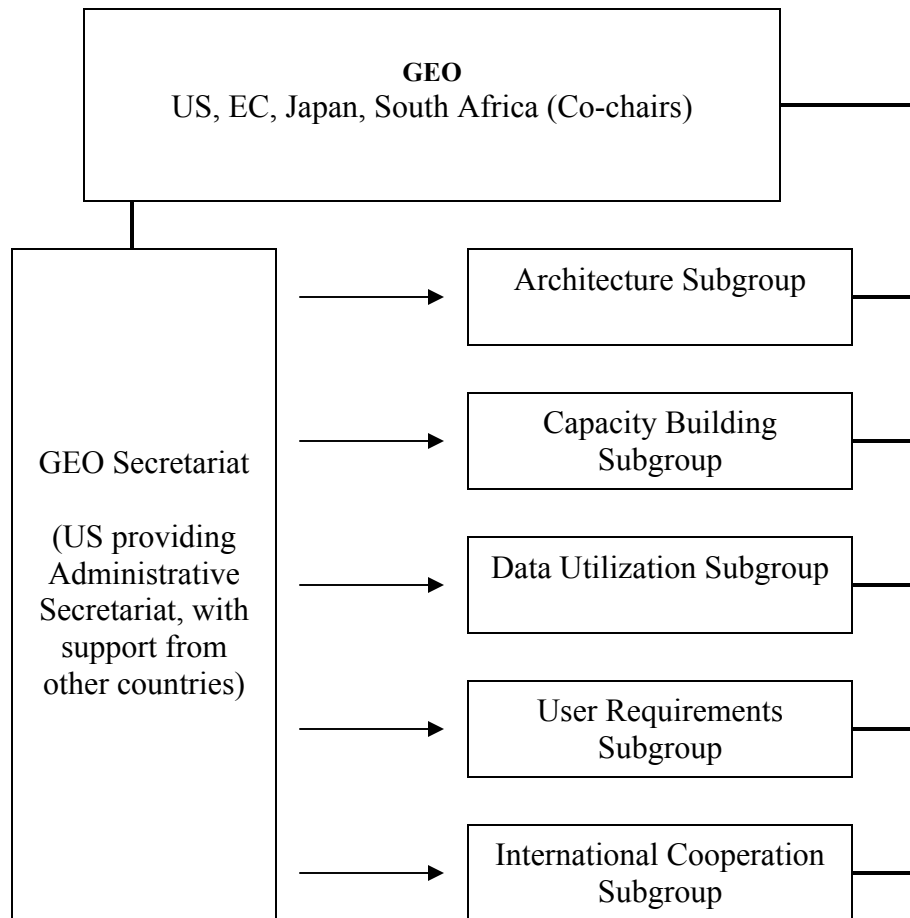 GEO
US, EC, Japan, South Africa (Co-chairs)
GEO Secretariat
(US providing
Administrative
Secretariat, with
support from
other countries)
Architecture Subgroup
Capacity Building
Subgroup
Data Utilization Subgroup
User Requirements
Subgroup
International Cooperation
Subgroup